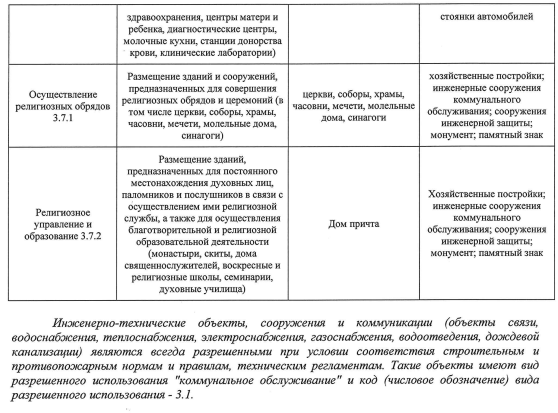 здравоохранения, центры матери и
ребенка, диагностические центры,
молочные кухни, станции донорства
крови, клинические лаборатории)
стоянки автомобилей
Осуществление
религиозных обрядов
3.7.1
Размещение зданий и сооружений,
предназначенных для совершения
религиозных обрядов и церемоний (в
том числе церкви, соборы, храмы,
часовни, мечети, молельные дома,
синагоги)
церкви, соборы, храмы,
часовни, мечети, молельные
дома, синагоги
хозяйственные постройки;
инженерные сооружения
коммунального
обслуживания; сооружения
инженерной защиты;
монумент; памятный знак
Религиозное
управление и
образование 3.7.2
Размещение зданий,
предназначенных для постоянного
местонахождения духовных лиц,
паломников и послушников в связи с
осуществлением ими религиозной
службы, а также для осуществления
благотворительной и религиозной
образовательной деятельности
(монастыри, скиты, дома
священнослужителей, воскресные и
религиозные школы, семинарии,
духовные училища)
Дом причта
Хозяйственные постройки;
инженерные сооружения
коммунального
обслуживания; сооружения
инженерной защиты;
монумент; памятный знак
Инженерно-технические объекты, сооружения и коммуникации (объекты связи,
водоснабжения, теплоснабжения, электроснабжения, газоснабжения, водоотведения, дождевой
канализации) являются всегда разрешенными при условии соответствия строительным и
противопожарным нормам и правилам, техническим регламентам. Такие объекты имеют вид
разрешенного использования "коммунальное обслуживание" и код (числовое обозначение) вида
разрешенного использования - 3.1.